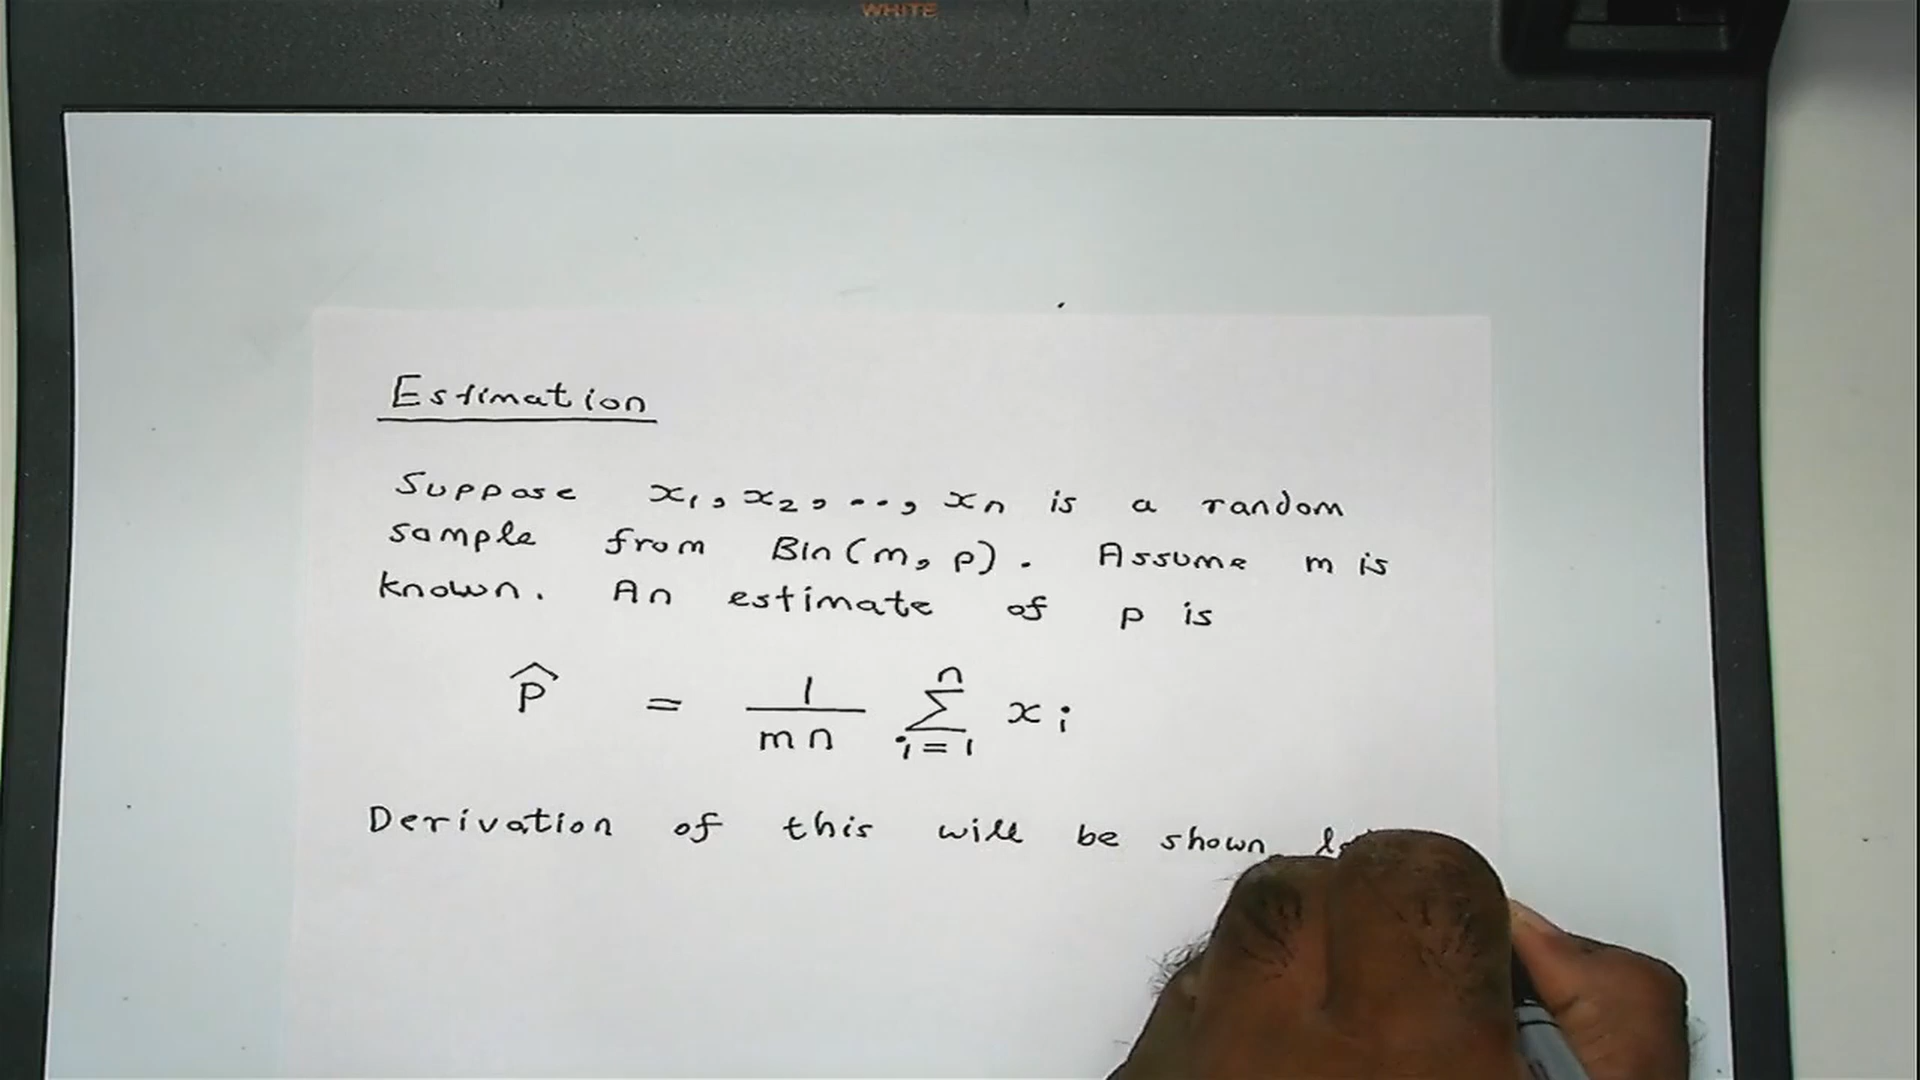 WHITE
Estimation
Suppose x₁, x₂, .., xₙ is a random
sample from Bin(m, p). Assume m is
known. An estimate of p is
p̂ = 1/mn ∑ⁿᵢ₌₁ xᵢ
Derivation of this will be shown